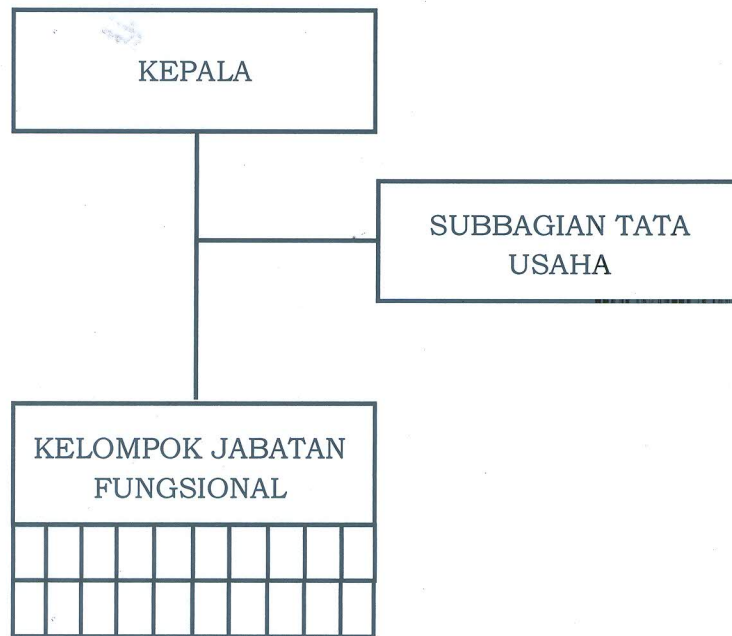 KEPALA
SUBBAGIAN TATA
USAHA
KELOMPOK JABATAN
FUNGSIONAL